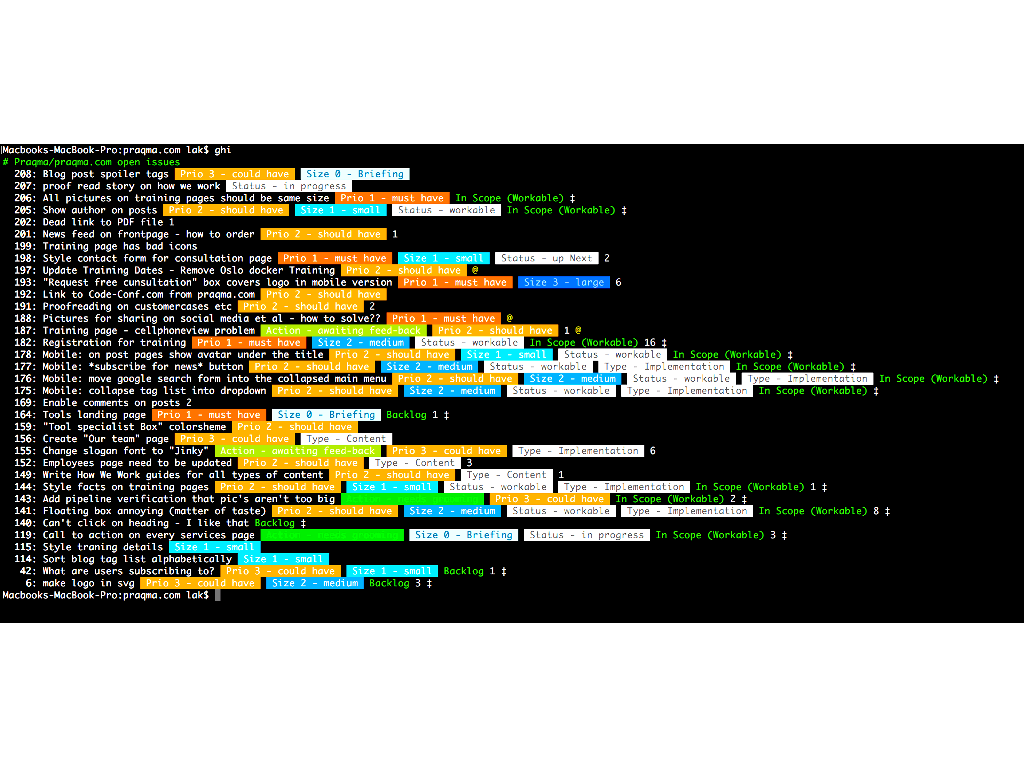 Macbooks-MacBook-Pro:praqma.com lak$ ghi
# Praqma/praqma.com open issues
208: Blog post spoiler tags Prio 3 - could have Size 0 - Briefing
207: proof read story on how we work Status - in progress
206: All pictures on training pages should be same size Prio 1 - must have In Scope (Workable) ‡
205: Show author on posts Prio 2 - should have Size 1 - small Status - workable In Scope (Workable) ‡
202: Dead link to PDF file 1
201: News feed on frontpage - how to order Prio 2 - should have 1
199: Training page has bad icons
198: Style contact form for consultation page Prio 1 - must have Size 1 - small Status - up Next 2
197: Update Training Dates - Remove Oslo docker Training Prio 2 - should have @
193: "Request free cunsultation" box covers logo in mobile version Prio 1 - must have Size 3 - large 6
192: Link to Code-Conf.com from praqma.com Prio 2 - should have
191: Proofreading on customercases etc Prio 2 - should have 2
188: Pictures for sharing on social media et al - how to solve?? Prio 1 - must have @
187: Training page - cellphoneview problem Action - awaiting feed-back Prio 2 - should have 1 @
182: Registration for training Prio 1 - must have Size 2 - medium Status - workable In Scope (Workable) 16 ‡
178: Mobile: on post pages show avatar under the title Prio 2 - should have Size 1 - small Status - workable In Scope (Workable) ‡
177: Mobile: *subscribe for news* button Prio 2 - should have Size 2 - medium Status - workable Type - Implementation In Scope (Workable) ‡
176: Mobile: move google search form into the collapsed main menu Prio 2 - should have Size 2 - medium Status - workable Type - Implementation In Scope (Workable) ‡
175: Mobile: collapse tag list into dropdown Prio 2 - should have Size 2 - medium Status - workable Type - Implementation In Scope (Workable) ‡
169: Enable comments on posts 2
164: Tools landing page Prio 1 - must have Size 0 - Briefing Backlog 1 ‡
159: "Tool specialist Box" colorsheme Prio 2 - should have
156: Create "Our team" page Prio 3 - could have Type - Content
155: Change slogan font to "Jinky" Action - awaiting feed-back Prio 3 - could have Type - Implementation 6
152: Employees page need to be updated Prio 2 - should have Type - Content 3
149: Write How We Work guides for all types of content Prio 2 - should have Type - Content 1
144: Style facts on training pages Prio 2 - should have Size 1 - small Status - workable Type - Implementation In Scope (Workable) 1 ‡
143: Add pipeline verification that pic's aren't too big Prio 3 - could have In Scope (Workable) 2 ‡
141: Floating box annoying (matter of taste) Prio 2 - should have Size 2 - medium Status - workable Type - Implementation In Scope (Workable) 8 ‡
140: Can't click on heading - I like that Backlog ‡
119: Call to action on every services page Size 0 - Briefing Status - in progress In Scope (Workable) 3 ‡
115: Style traning details Size 1 - small
114: Sort blog tag list alphabetically Size 1 - small
42: What are users subscribing to? Prio 3 - could have Size 1 - small Backlog 1 ‡
6: make logo in svg Prio 3 - could have Size 2 - medium Backlog 3 ‡
Macbooks-MacBook-Pro:praqma.com lak$